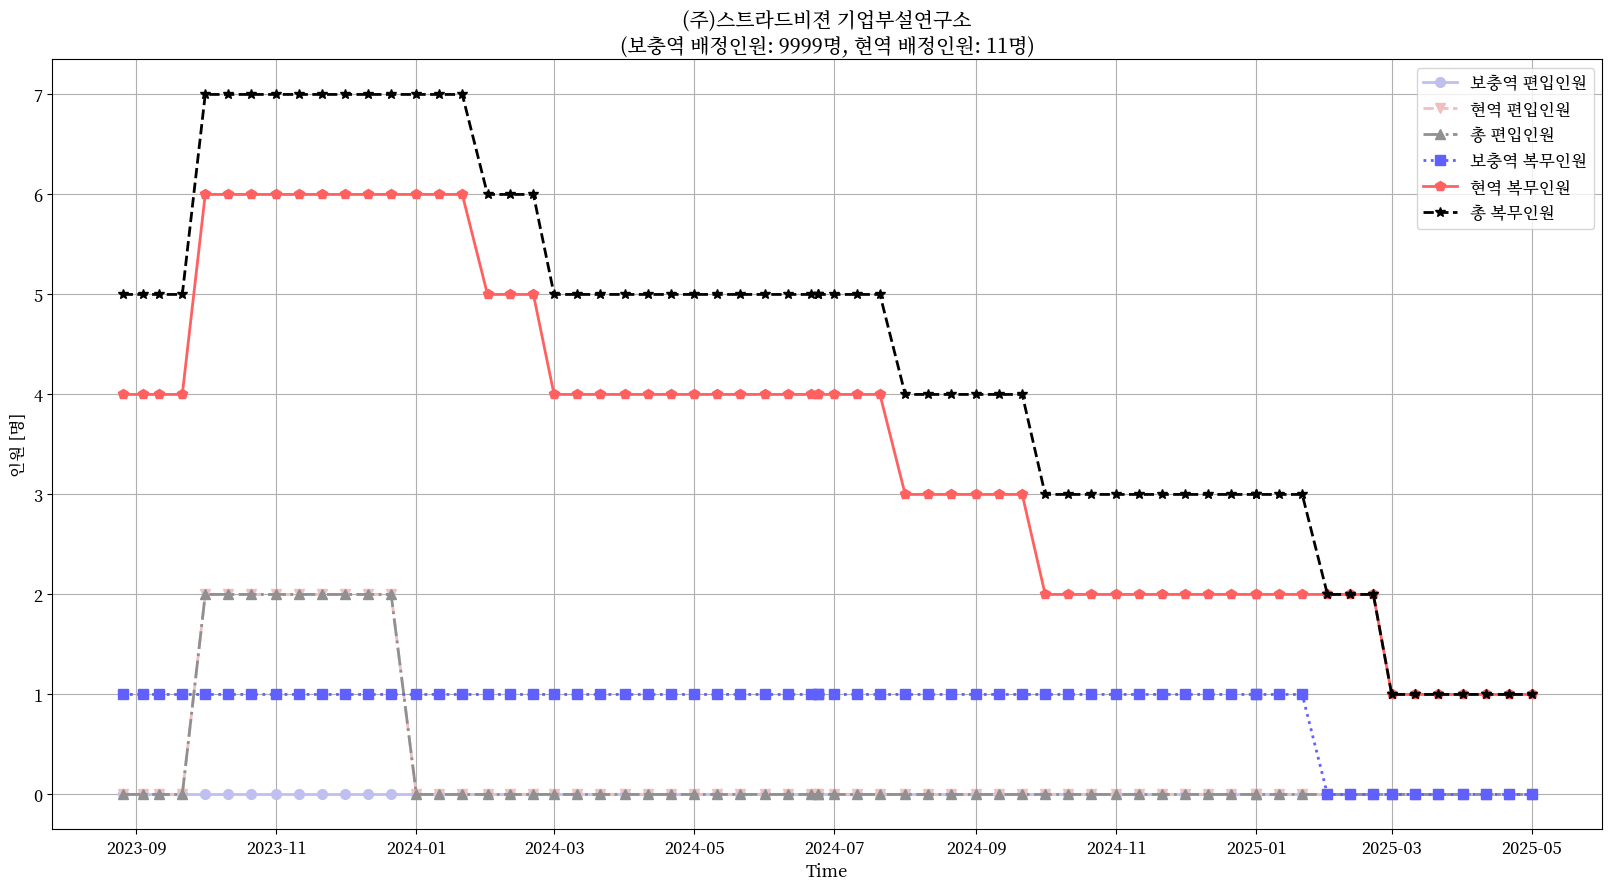 (주)스트라드비젼 기업부설연구소
(보충역 배정인원: 9999명, 현역 배정인원: 11명)
보충역 편입인원
현역 편입인원
총 편입인원
보충역 복무인원
현역 복무인원
총 복무인원
인원 [명]
7
6
5
4
3
2
1
0
2023-09 2023-11 2024-01 2024-03 2024-05 2024-07 2024-09 2024-11 2025-01 2025-03 2025-05
Time